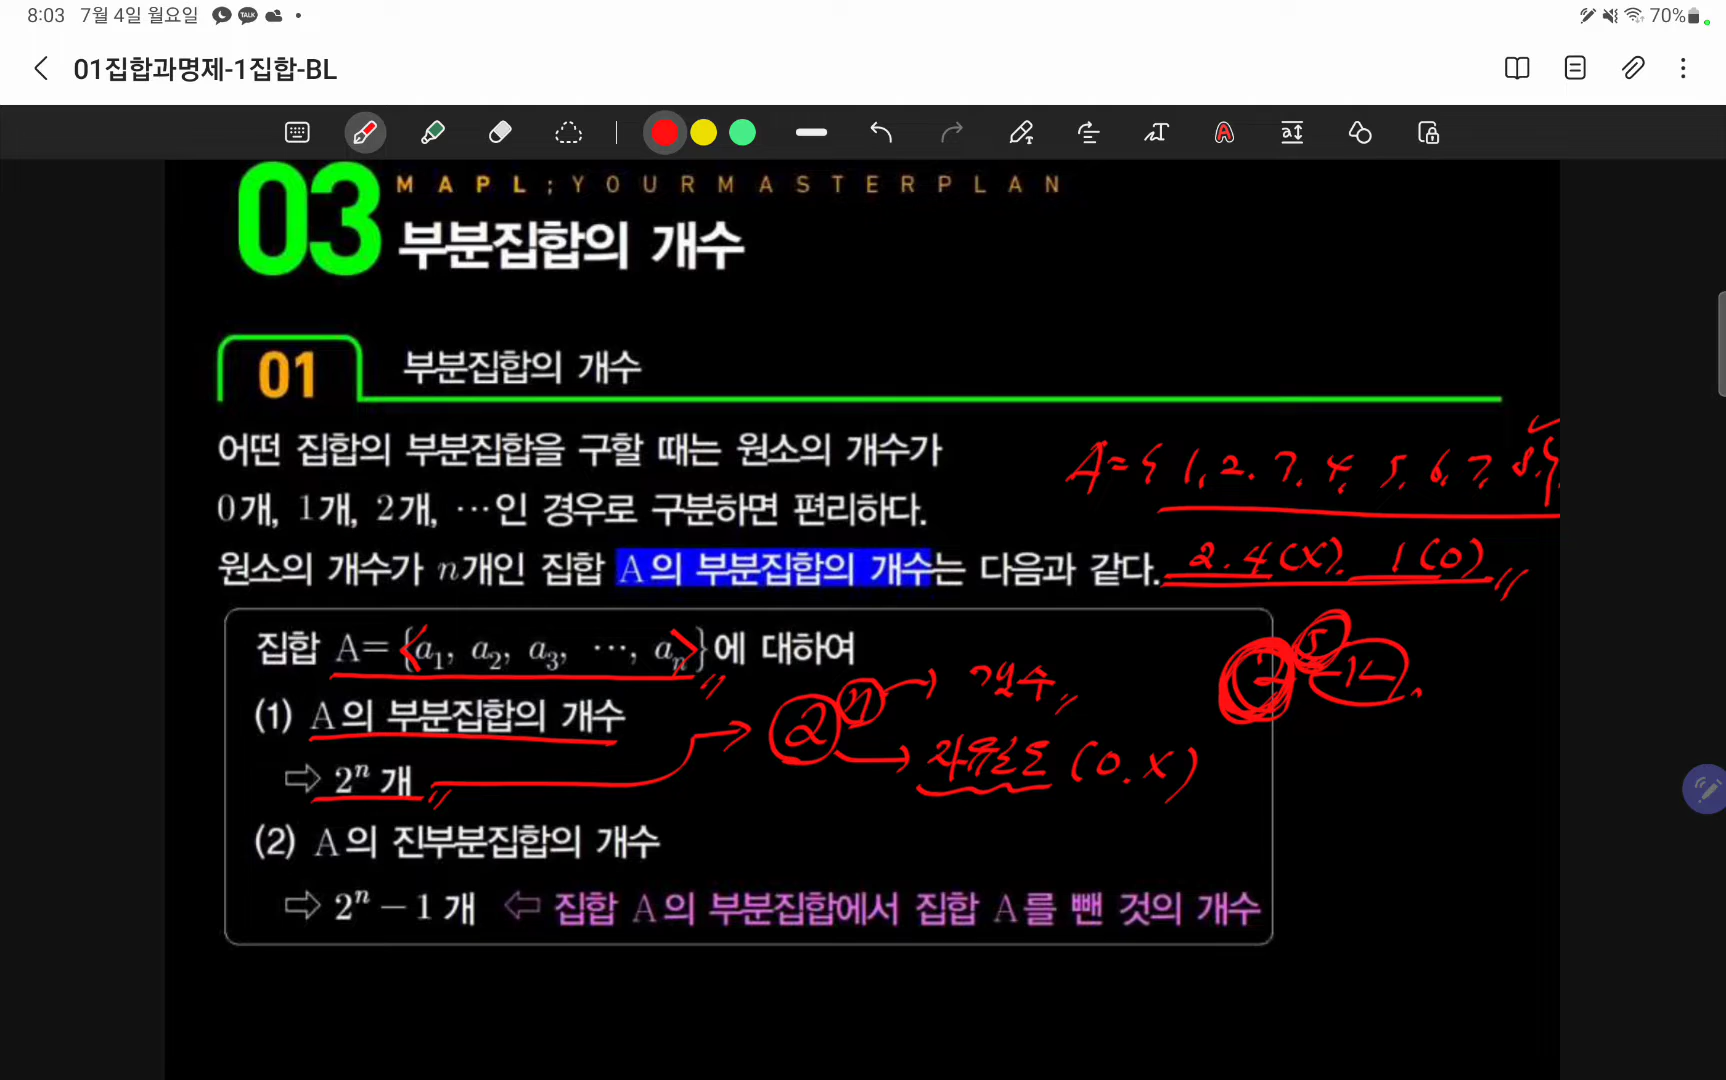 8:03 7월 4일 월요일 TALK 70%
01집합과명제-1집합-BL
03 MAPL;YOURMASTERPLAN
부분집합의 개수
01 부분집합의 개수
어떤 집합의 부분집합을 구할 때는 원소의 개수가
0개, 1개, 2개, ⋯인 경우로 구분하면 편리하다.
원소의 개수가 n개인 집합 A의 부분집합의 개수는 다음과 같다.
A={1, 2, 3, 4, 5, 6, 7, 8}
2.4(X). 1(O)
집합 A={a₁, a₂, a₃, ⋯, aₙ}에 대하여
(1) A의 부분집합의 개수
⇨ 2ⁿ개
2ⁿ → 개수
→ 자유도 (O.X)
(2) A의 진부분집합의 개수
⇨ 2ⁿ−1개 ⇦ 집합 A의 부분집합에서 집합 A를 뺀 것의 개수